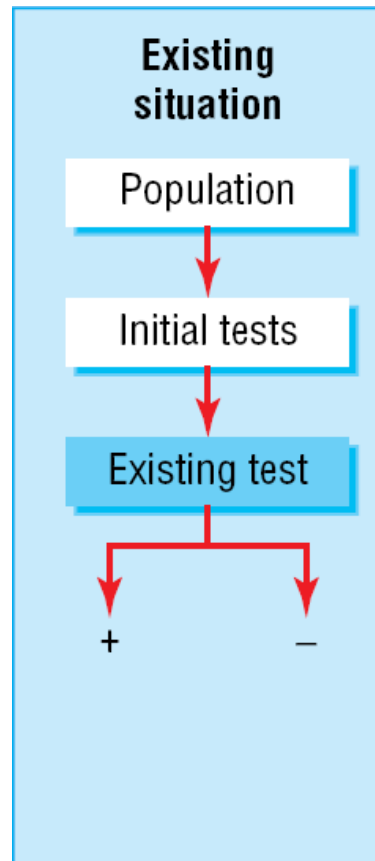 Existing
situation
Population
Initial tests
Existing test
+ –